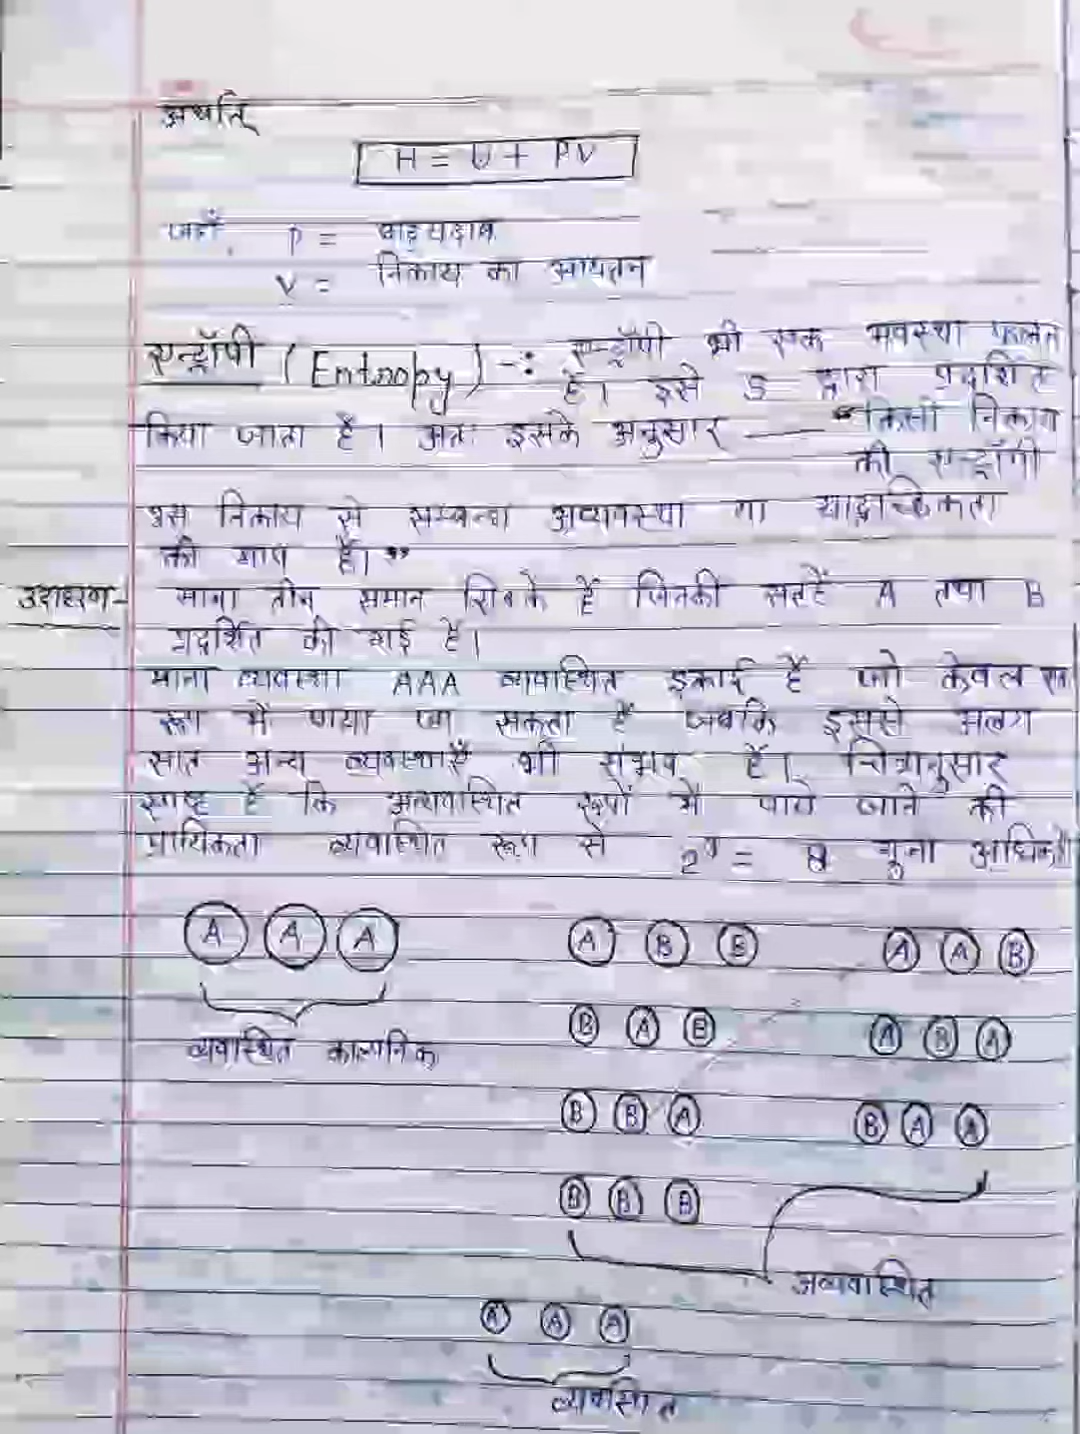 अर्थात्
H = U + PV
जहाँ, P = बाह्यदाब
V = निकाय का आयतन
एन्ट्रॉपी (Entropy) -: एन्ट्रॉपी भी एक अवस्था फलन
है। इसे S द्वारा प्रदर्शित
किया जाता है। अतः इसके अनुसार — "किसी निकाय
की एन्ट्रॉपी
उस निकाय से सम्बन्धित अव्यवस्था या यादृच्छिकता
की माप है।"
उदाहरण- माना तीन समान सिक्के हैं जिनकी सतहें A तथा B
प्रदर्शित की गई हैं।
माना व्यवस्था AAA व्यवस्थित इकाई है जो केवल एक
रूप में पाया जा सकता है जबकि इससे अलग
सात अन्य व्यवस्थाएँ भी संभव हैं। चित्रानुसार
स्पष्ट है कि अव्यवस्थित रूपों में पाये जाने की
प्रायिकता व्यवस्थित रूप से = 8 गुना अधिक है
A A A A B B A A B
B A B A B A
व्यवस्थित काल्पनिक
B B A B A A
B B B
अव्यवस्थित
A A A
व्यवस्थित